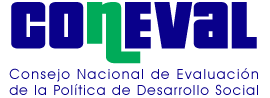 CONEVAL
Consejo Nacional de Evaluación
de la Política de Desarrollo Social